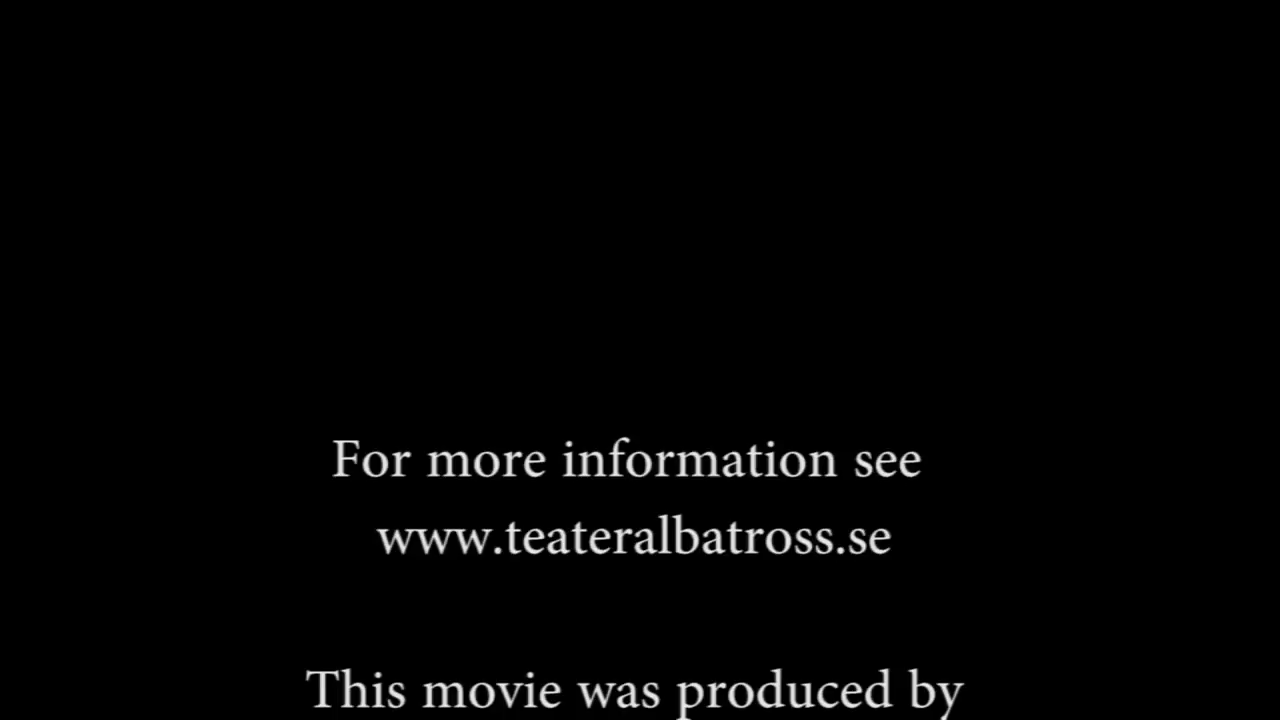 For more information see
www.teateralbatross.se
This movie was produced by